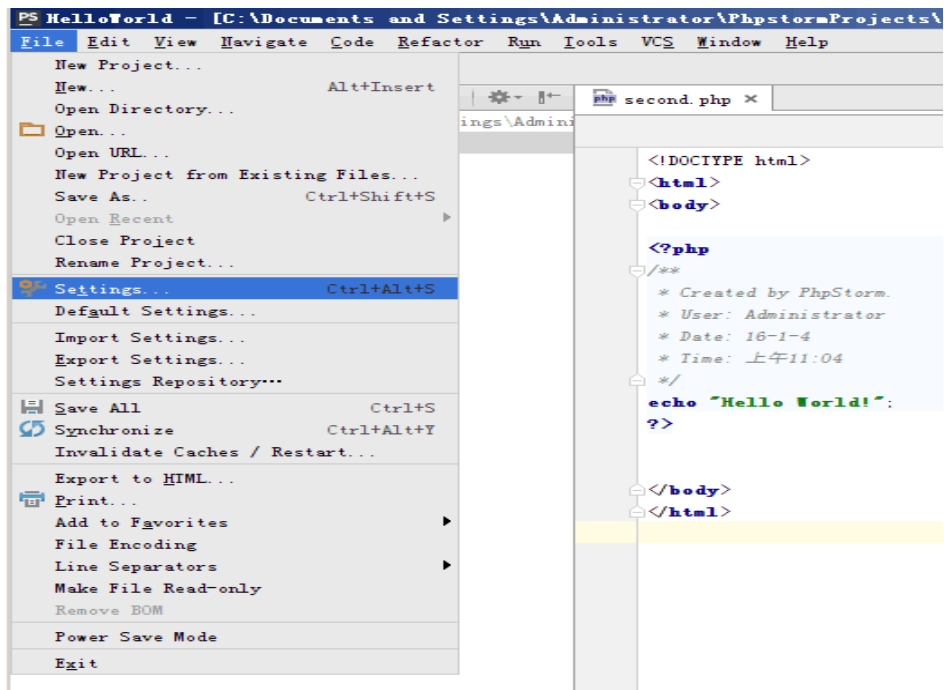 PS HelloWorld - [C:\Documents and Settings\Administrator\PhpstormProjects\
File Edit View Navigate Code Refactor Run Tools VCS Window Help
New Project...
New... Alt+Insert
Open Directory...
Open...
Open URL...
New Project from Existing Files...
Save As.. Ctrl+Shift+S
Open Recent
Close Project
Rename Project...
Settings... Ctrl+Alt+S
Default Settings...
Import Settings...
Export Settings...
Settings Repository...
Save All Ctrl+S
Synchronize Ctrl+Alt+Y
Invalidate Caches / Restart...
Export to HTML...
Print...
Add to Favorites
File Encoding
Line Separators
Make File Read-only
Remove BOM
Power Save Mode
Exit
ings\Admini
php second.php ×
<!DOCTYPE html>
<html>
<body>
<?php
/**
* Created by PhpStorm.
* User: Administrator
* Date: 16-1-4
* Time: 上午11:04
*/
echo "Hello World!";
?>
</body>
</html>